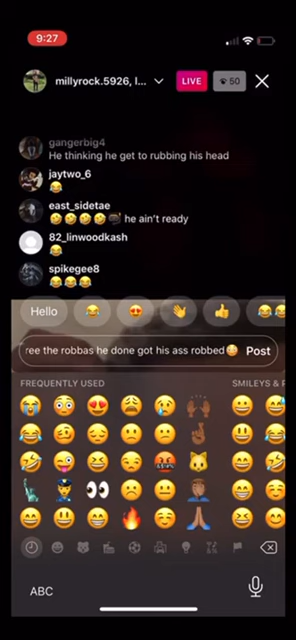 9:27
millyrock.5926, l...
LIVE
50
gangerbig4
He thinking he get to rubbing his head
jaytwo_6
😂
east_sidetae
🤣🤣🤣🤣 he ain't ready
82_linwoodkash
😂
spikegee8
😂😂😂
Hello
ree the robbas he done got his ass robbed😳 Post
FREQUENTLY USED SMILEYS & P
ABC